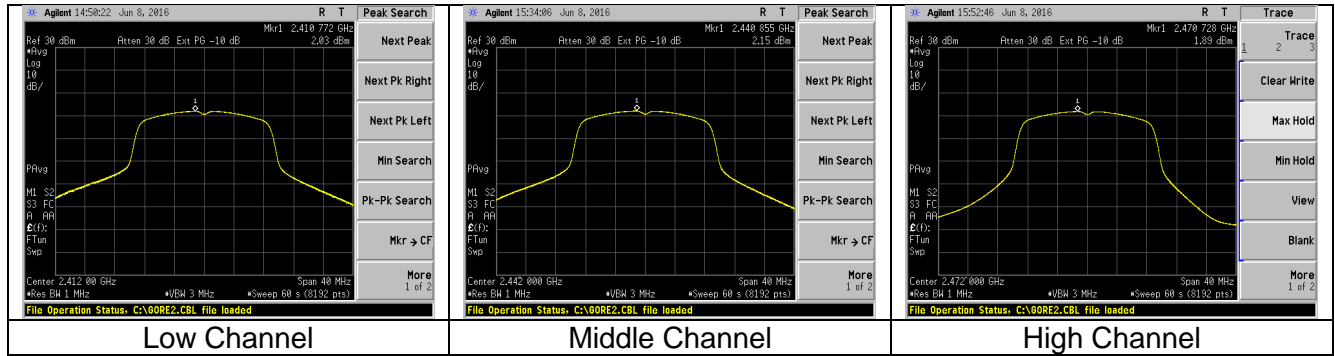 Agilent 14:50:22 Jun 8, 2016 R T Peak Search
Mkr1 2.410 772 GHz
Ref 30 dBm Atten 30 dB Ext PG -10 dB 2.03 dBm
Next Peak
#Avg
Log
10
dB/
Next Pk Right
1
Next Pk Left
Min Search
PAvg
M1 S2
S3 FC
Pk-Pk Search
A AA
£(f):
FTun
Swp
Mkr → CF
Center 2.412 00 GHz Span 40 MHz
#Res BW 1 MHz #VBW 3 MHz #Sweep 60 s (8192 pts)
More
1 of 2
File Operation Status, C:\GORE2.CBL file loaded
Low Channel
Agilent 15:34:06 Jun 8, 2016 R T Peak Search
Mkr1 2.440 855 GHz
Ref 30 dBm Atten 30 dB Ext PG -10 dB 2.15 dBm
Next Peak
#Avg
Log
10
dB/
Next Pk Right
1
Next Pk Left
Min Search
PAvg
M1 S2
S3 FC
Pk-Pk Search
A AA
£(f):
FTun
Swp
Mkr → CF
Center 2.442 000 GHz Span 40 MHz
#Res BW 1 MHz #VBW 3 MHz #Sweep 60 s (8192 pts)
More
1 of 2
File Operation Status, C:\GORE2.CBL file loaded
Middle Channel
Agilent 15:52:46 Jun 8, 2016 R T Trace
Mkr1 2.470 728 GHz
Ref 30 dBm Atten 30 dB Ext PG -10 dB 1.89 dBm
Trace
1 2 3
#Avg
Log
10
dB/
Clear Write
1
Max Hold
Min Hold
PAvg
M1 S2
S3 FC
View
A AA
£(f):
FTun
Swp
Blank
Center 2.472 000 GHz Span 40 MHz
#Res BW 1 MHz #VBW 3 MHz #Sweep 60 s (8192 pts)
More
1 of 2
File Operation Status, C:\GORE2.CBL file loaded
High Channel